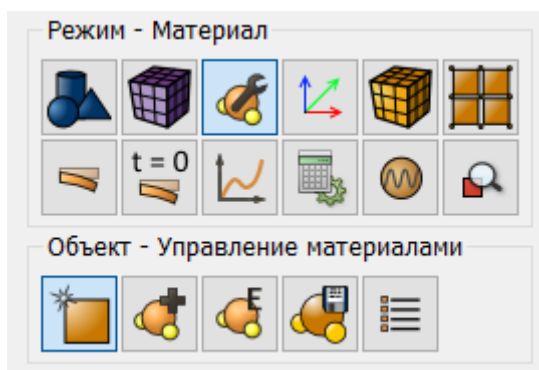 Режим - Материал
t = 0
Объект - Управление материалами
E